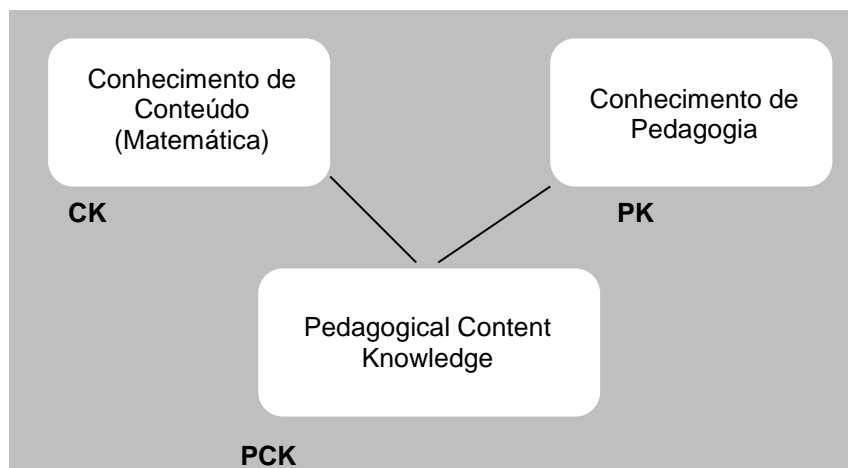 Conhecimento de
Conteúdo
(Matemática)
CK
Conhecimento de
Pedagogia
PK
Pedagogical Content
Knowledge
PCK